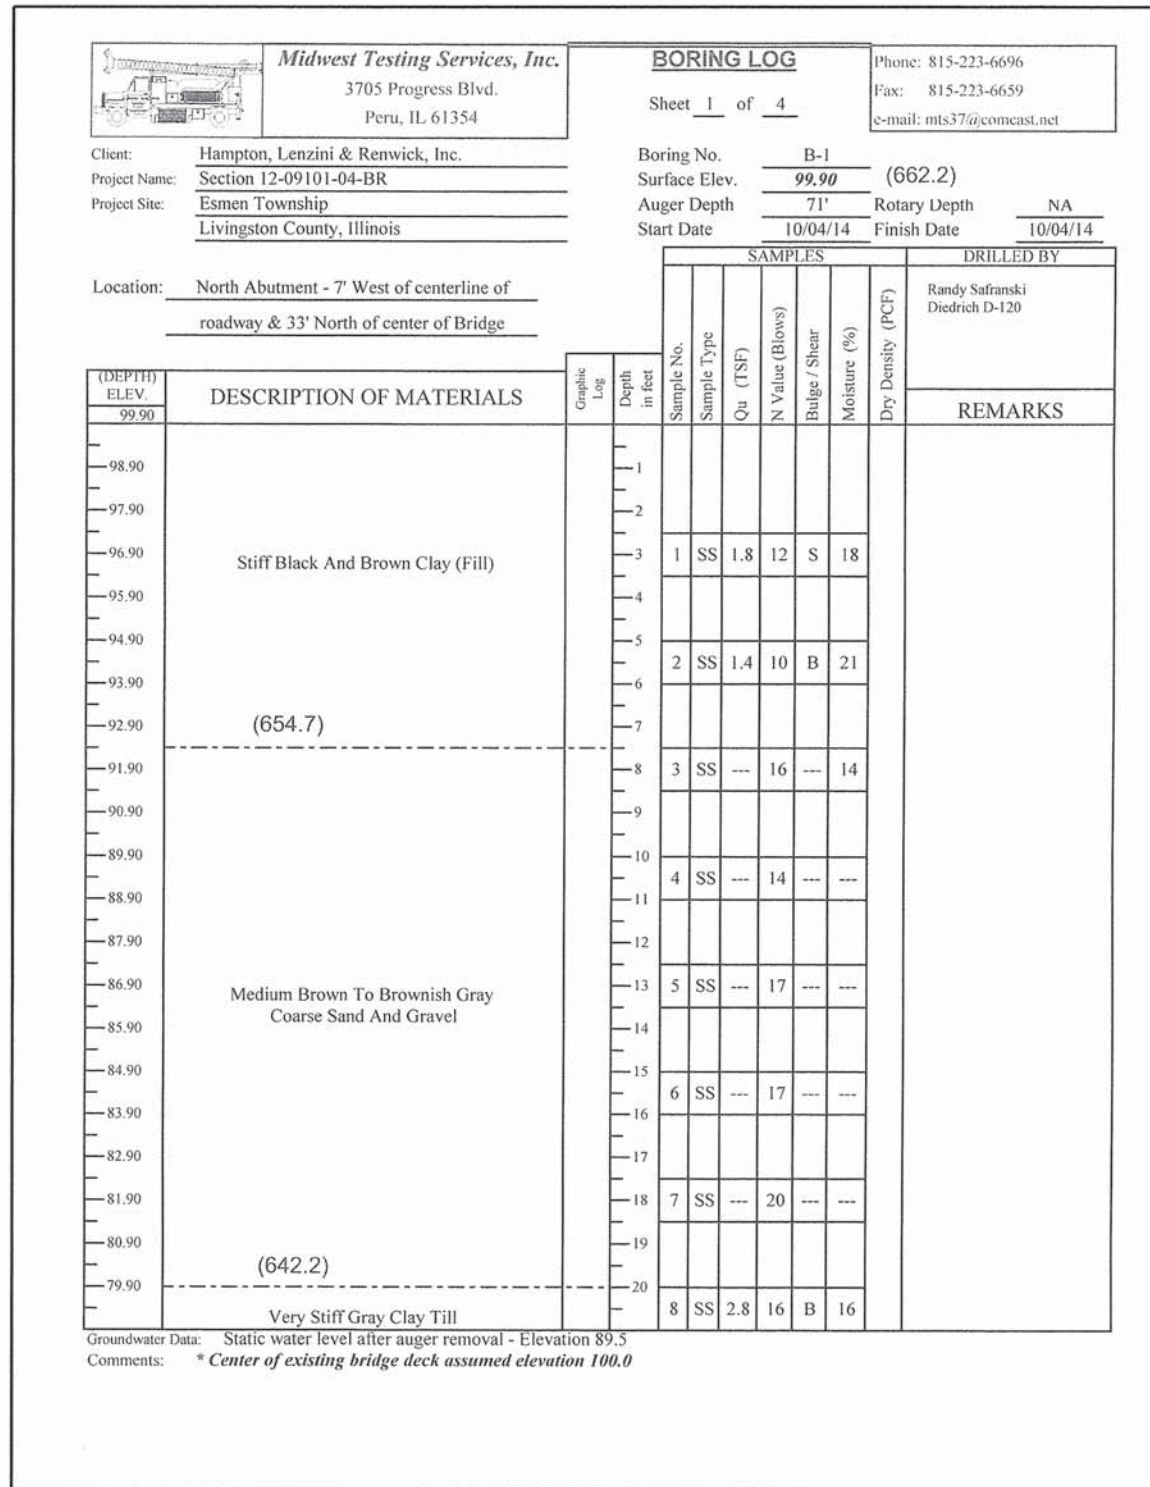 Midwest Testing Services, Inc.
3705 Progress Blvd.
Peru, IL 61354
BORING LOG
Sheet 1 of 4
Phone: 815-223-6696
Fax: 815-223-6659
e-mail: mts37@comcast.net
Client: Hampton, Lenzini & Renwick, Inc.
Project Name: Section 12-09101-04-BR
Project Site: Esmen Township
Livingston County, Illinois
Boring No. B-1
Surface Elev. 99.90 (662.2)
Auger Depth 71' Rotary Depth NA
Start Date 10/04/14 Finish Date 10/04/14
Location: North Abutment - 7' West of centerline of
roadway & 33' North of center of Bridge
SAMPLES
DRILLED BY
Randy Safranski
Diedrich D-120
(DEPTH)
ELEV.
99.90
DESCRIPTION OF MATERIALS
Graphic
Log
Depth
in feet
Sample No.
Sample Type
Qu (TSF)
N Value (Blows)
Bulge / Shear
Moisture (%)
Dry Density (PCF)
REMARKS
98.90 1
97.90 2
96.90 3 1 SS 1.8 12 S 18
Stiff Black And Brown Clay (Fill)
95.90 4
94.90 5
2 SS 1.4 10 B 21
93.90 6
92.90 (654.7) 7
91.90 8 3 SS --- 16 --- 14
90.90 9
89.90 10
4 SS --- 14 --- ---
88.90 11
87.90 12
86.90 13 5 SS --- 17 --- ---
Medium Brown To Brownish Gray
Coarse Sand And Gravel
85.90 14
84.90 15
6 SS --- 17 --- ---
83.90 16
82.90 17
81.90 18 7 SS --- 20 --- ---
80.90 19
(642.2)
79.90 20
Very Stiff Gray Clay Till 8 SS 2.8 16 B 16
Groundwater Data: Static water level after auger removal - Elevation 89.5
Comments: * Center of existing bridge deck assumed elevation 100.0